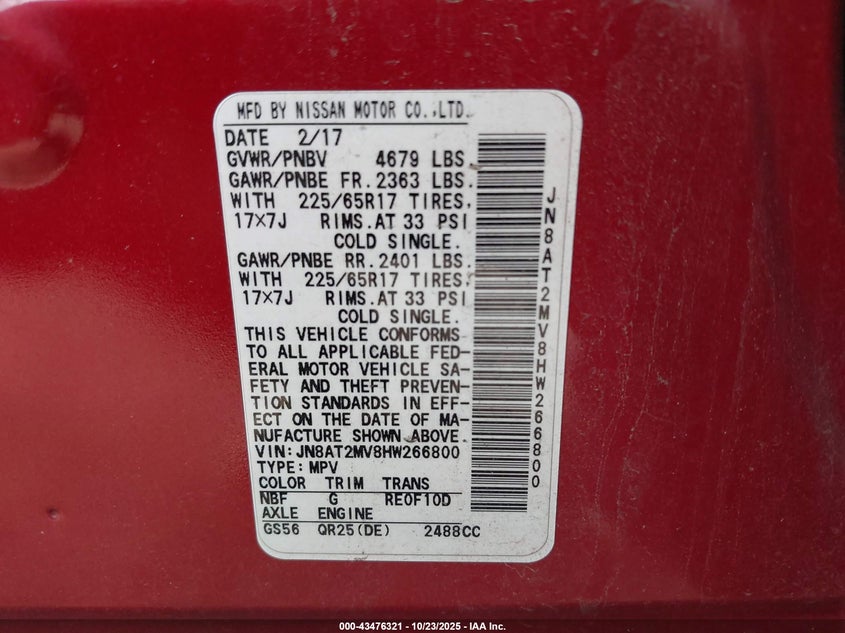 MFD BY NISSAN MOTOR CO.,LTD.
DATE 2/17
GVWR/PNBV 4679 LBS.
GAWR/PNBE FR.2363 LBS.
WITH 225/65R17 TIRES,
17×7J RIMS.AT 33 PSI
COLD SINGLE.
GAWR/PNBE RR.2401 LBS.
WITH 225/65R17 TIRES,
17×7J RIMS.AT 33 PSI
COLD SINGLE.
THIS VEHICLE CONFORMS
TO ALL APPLICABLE FED-
ERAL MOTOR VEHICLE SA-
FETY AND THEFT PREVEN-
TION STANDARDS IN EFF-
ECT ON THE DATE OF MA-
NUFACTURE SHOWN ABOVE.
VIN:JN8AT2MV8HW266800
TYPE:MPV
COLOR TRIM TRANS
NBF G RE0F10D
AXLE ENGINE
GS56 QR25(DE) 2488CC
JN8AT2MV8HW266800
000-43476321 | 10/23/2025 - IAA Inc.